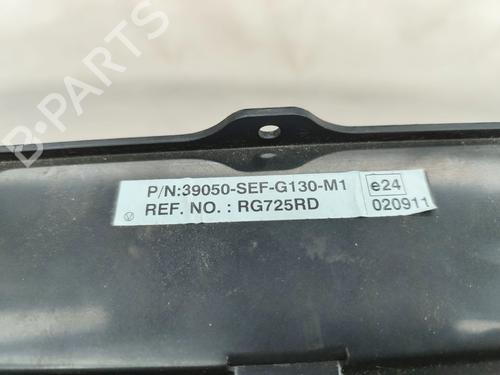 P/N:39050-SEF-G130-M1
REF. NO. : RG725RD
e24
020911
B-PARTS